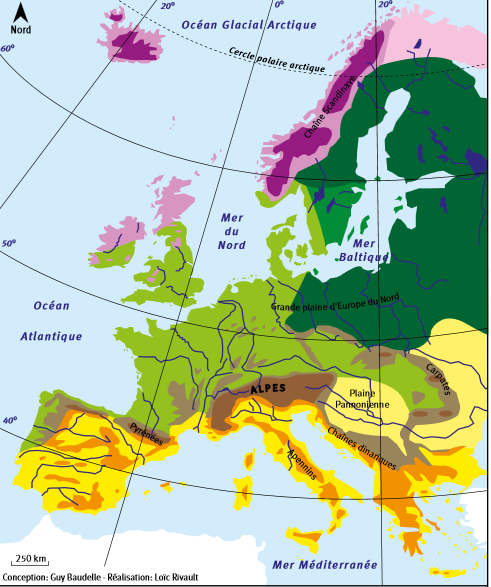 20°
0°
20°
Océan Glacial Arctique
Nord
60°
Cercle polaire arctique
Chaîne Scandinave
Mer
du
Nord
50°
Mer
Baltique
Océan
Atlantique
Grande plaine d'Europe du Nord
ALPES
Plaine
Pannonienne
Carpates
40°
Pyrénées
Chaînes dinariques
Apennins
250 km
Mer Méditerranée
Conception: Guy Baudelle - Réalisation: Loïc Rivault